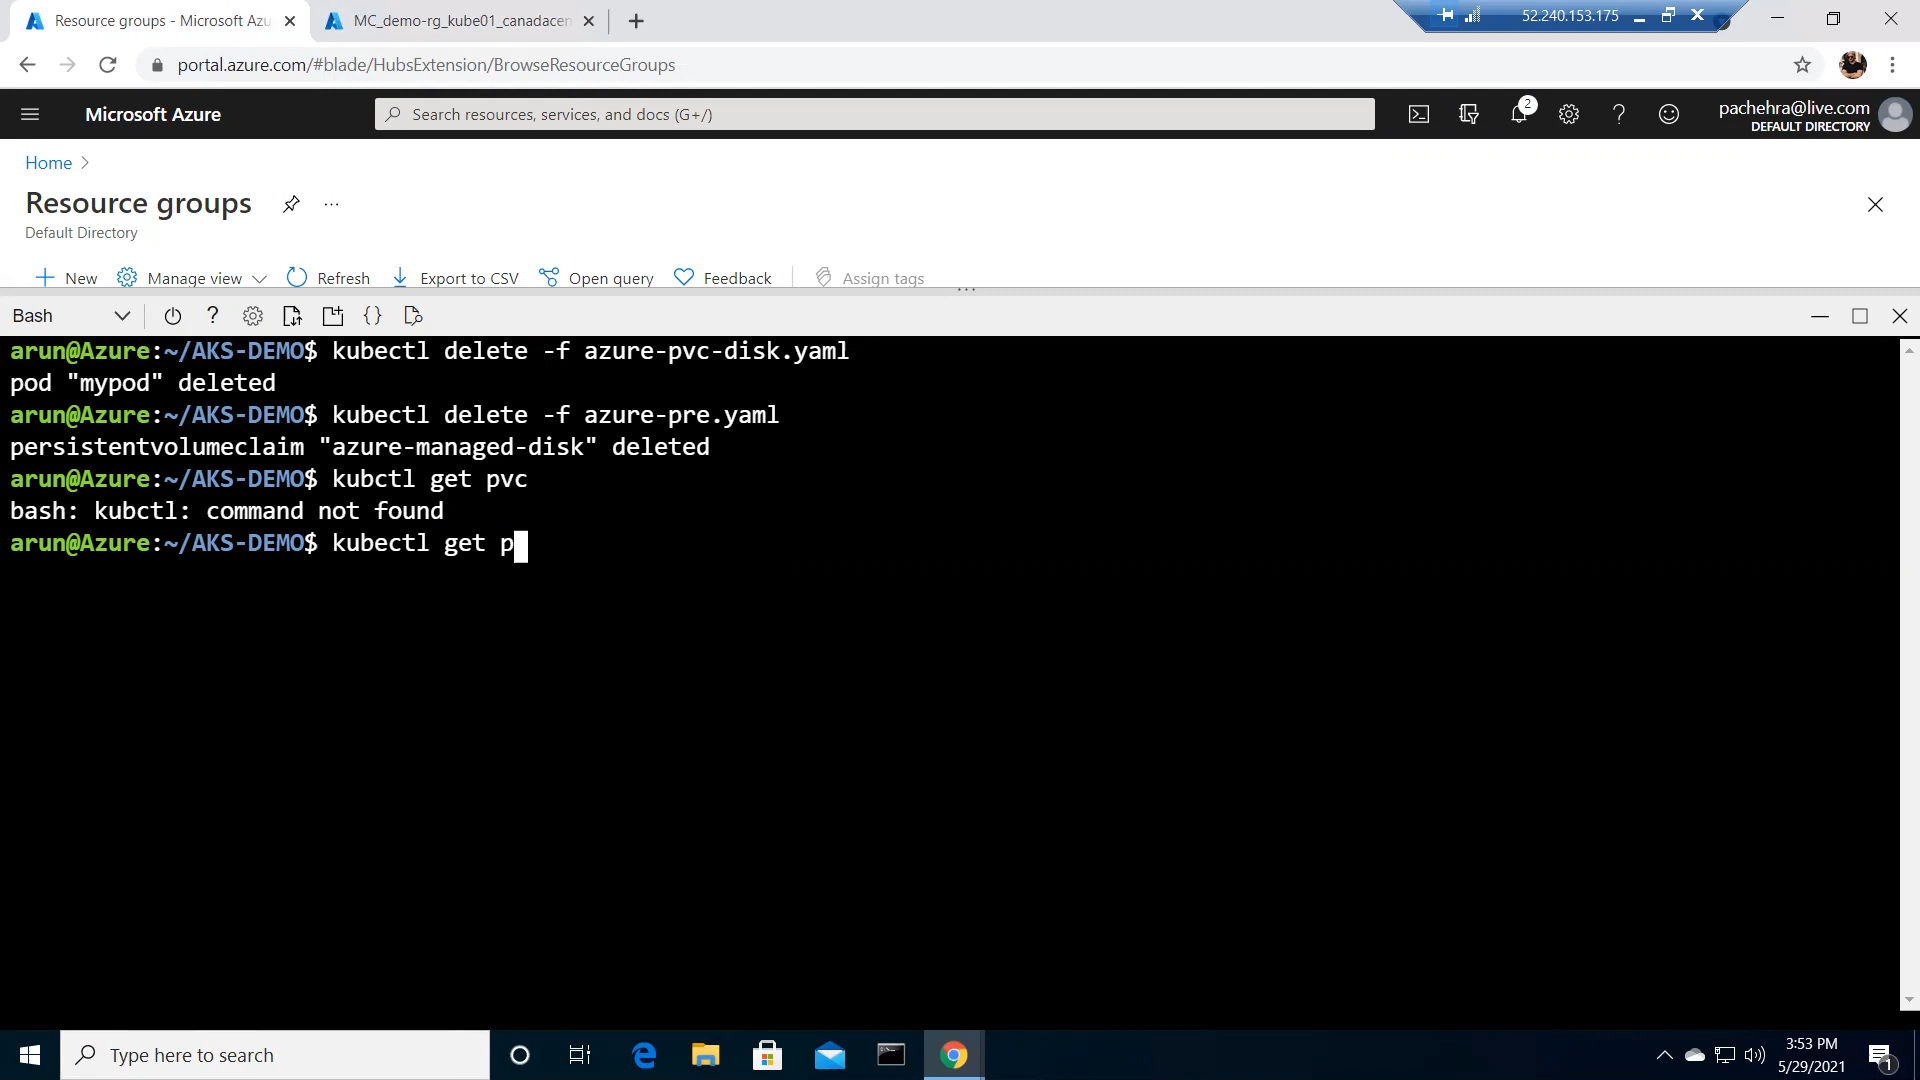 Resource groups - Microsoft Azu
MC_demo-rg_kube01_canadacen
52.240.153.175
portal.azure.com/#blade/HubsExtension/BrowseResourceGroups
Microsoft Azure
Search resources, services, and docs (G+/)
2
pachehra@live.com
DEFAULT DIRECTORY
Home
Resource groups
Default Directory
New
Manage view
Refresh
Export to CSV
Open query
Feedback
Assign tags
Bash
arun@Azure:~/AKS-DEMO$ kubectl delete -f azure-pvc-disk.yaml
pod "mypod" deleted
arun@Azure:~/AKS-DEMO$ kubectl delete -f azure-pre.yaml
persistentvolumeclaim "azure-managed-disk" deleted
arun@Azure:~/AKS-DEMO$ kubctl get pvc
bash: kubctl: command not found
arun@Azure:~/AKS-DEMO$ kubectl get p
Type here to search
3:53 PM
5/29/2021
1